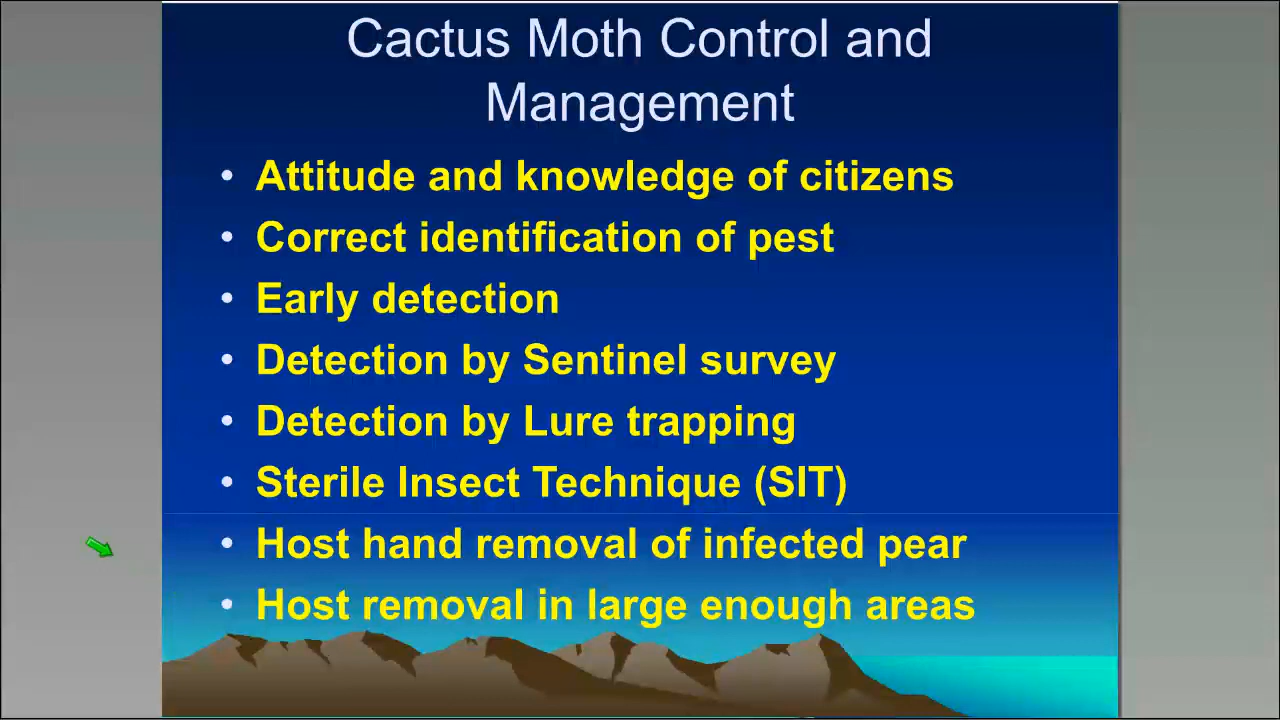 Cactus Moth Control and
Management
• Attitude and knowledge of citizens
• Correct identification of pest
• Early detection
• Detection by Sentinel survey
• Detection by Lure trapping
• Sterile Insect Technique (SIT)
• Host hand removal of infected pear
• Host removal in large enough areas